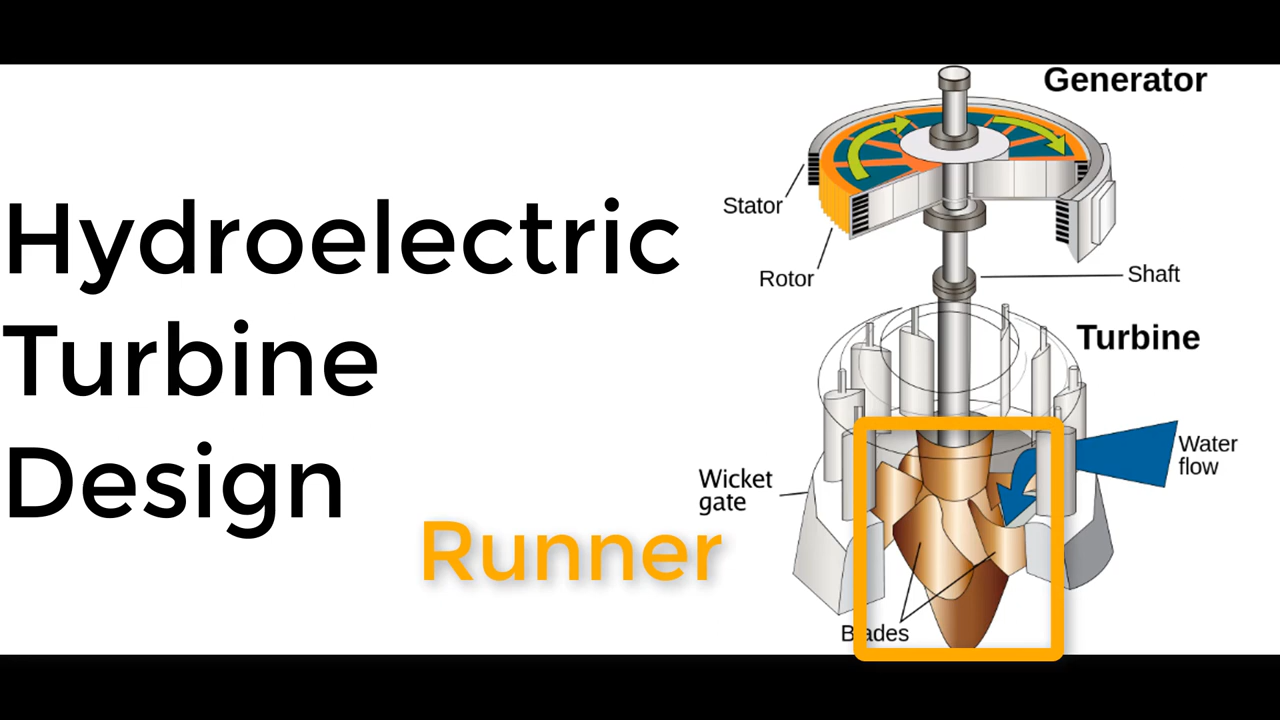 Hydroelectric
Turbine
Design
Runner
Generator
Stator
Rotor
Shaft
Turbine
Water
flow
Wicket
gate
Blades